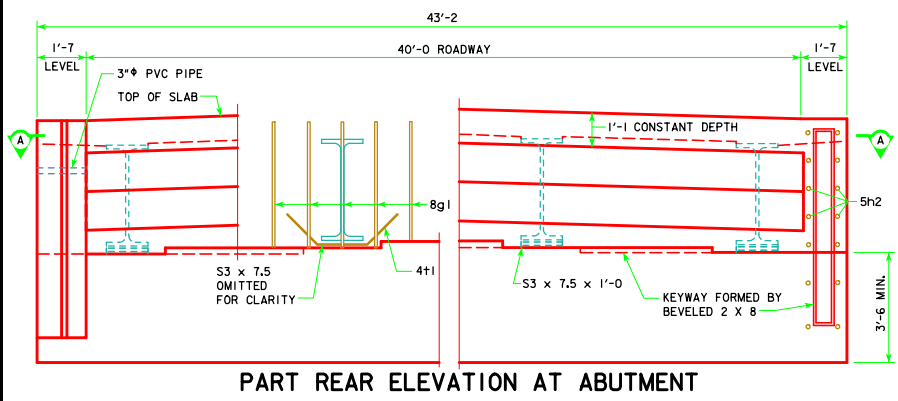 43'-2
1'-7
LEVEL
40'-0 ROADWAY
1'-7
LEVEL
3"ϕ PVC PIPE
TOP OF SLAB
A
1'-1 CONSTANT DEPTH
A
8g1
5h2
4t1
S3 x 7.5
OMITTED
FOR CLARITY
S3 x 7.5 x 1'-0
KEYWAY FORMED BY
BEVELED 2 X 8
3'-6 MIN.
PART REAR ELEVATION AT ABUTMENT